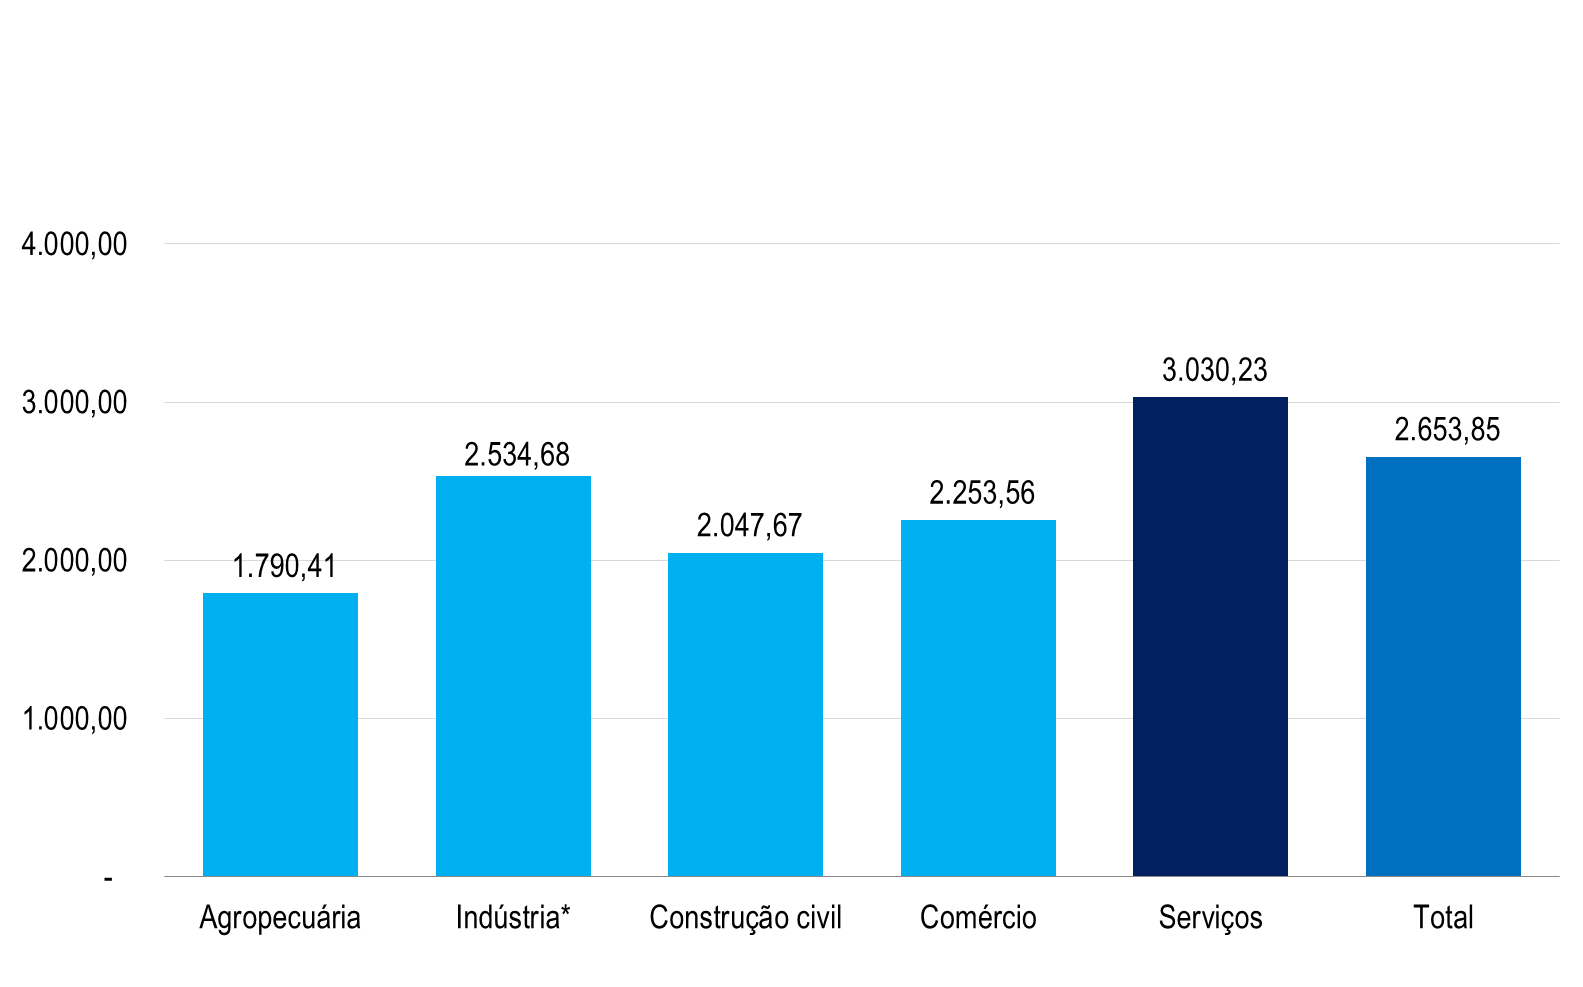 4.000,00
3.000,00
2.000,00
1.000,00
-
1.790,41
2.534,68
2.047,67
2.253,56
3.030,23
2.653,85
Agropecuária
Indústria*
Construção civil
Comércio
Serviços
Total